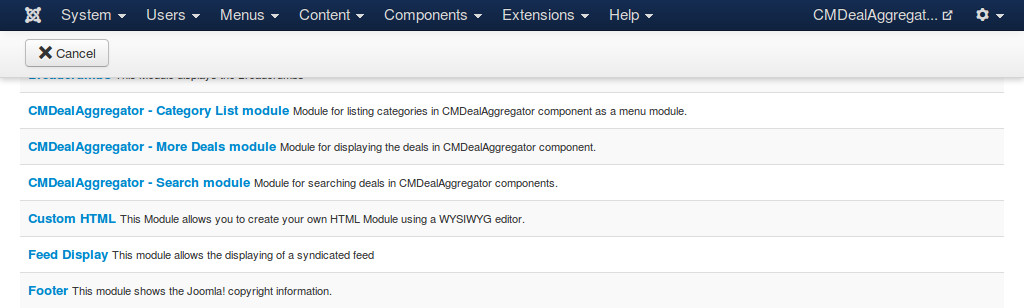 System Users Menus Content Components Extensions Help CMDealAggregat...
Cancel
Breadcrumbs This Module displays the Breadcrumbs
CMDealAggregator - Category List module Module for listing categories in CMDealAggregator component as a menu module.
CMDealAggregator - More Deals module Module for displaying the deals in CMDealAggregator component.
CMDealAggregator - Search module Module for searching deals in CMDealAggregator components.
Custom HTML This Module allows you to create your own HTML Module using a WYSIWYG editor.
Feed Display This module allows the displaying of a syndicated feed
Footer This module shows the Joomla! copyright information.